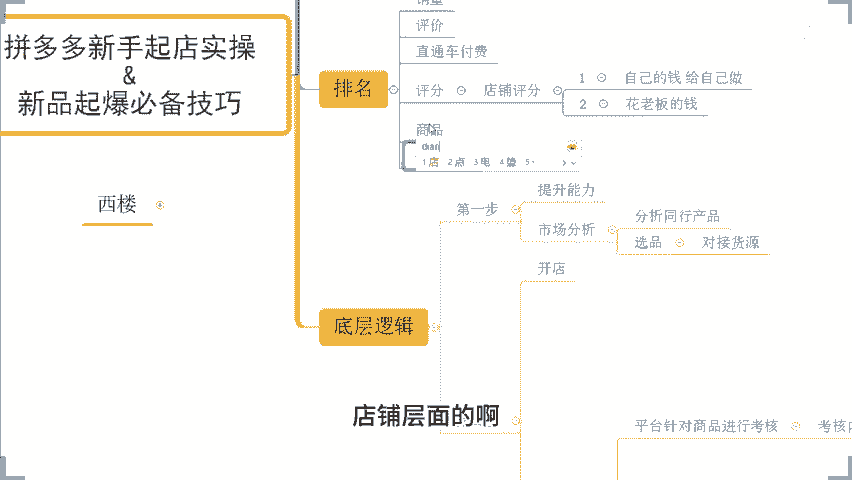 销量
拼多多新手起店实操
&
新品起爆必备技巧
评价
直通车付费
排名
评分
店铺评分
1
自己的钱 给自己做
2
花老板的钱
商品
dian
1店 2点 3电 4垫 5
西楼
第一步
提升能力
市场分析
分析同行产品
选品
对接货源
开店
底层逻辑
店铺层面的啊
平台针对商品进行考核
考核